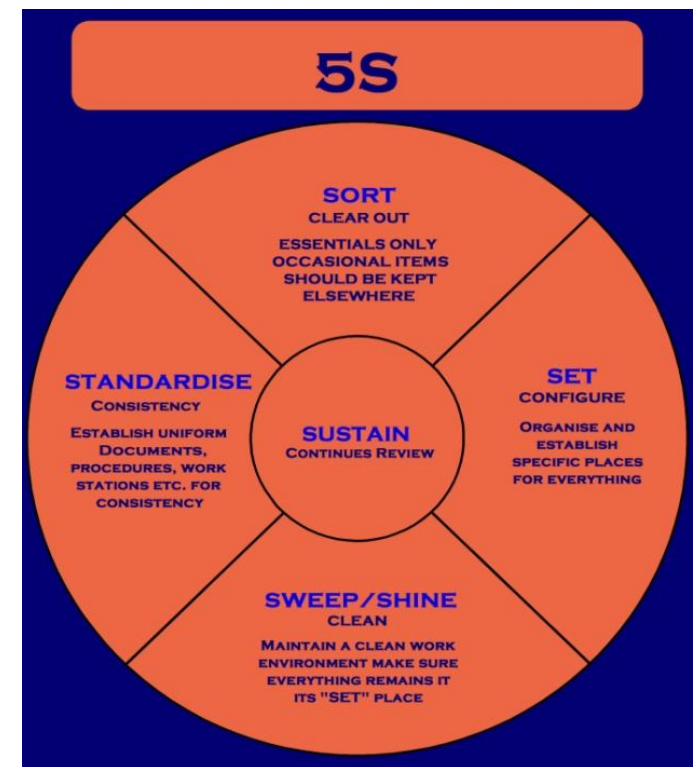 5S
SORT
CLEAR OUT
ESSENTIALS ONLY
OCCASIONAL ITEMS
SHOULD BE KEPT
ELSEWHERE
SET
CONFIGURE
ORGANISE AND
ESTABLISH
SPECIFIC PLACES
FOR EVERYTHING
SWEEP/SHINE
CLEAN
MAINTAIN A CLEAN WORK
ENVIRONMENT MAKE SURE
EVERYTHING REMAINS IT
ITS "SET" PLACE
STANDARDISE
CONSISTENCY
ESTABLISH UNIFORM
DOCUMENTS,
PROCEDURES, WORK
STATIONS ETC. FOR
CONSISTENCY
SUSTAIN
CONTINUES REVIEW